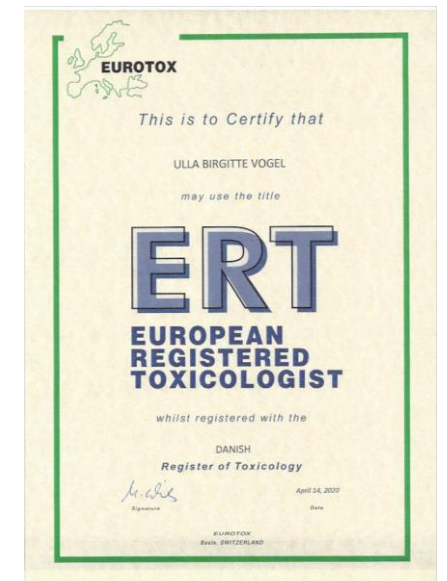 EUROTOX
This is to Certify that
ULLA BIRGITTE VOGEL
may use the title
ERT
EUROPEAN
REGISTERED
TOXICOLOGIST
whilst registered with the
DANISH
Register of Toxicology
April 14, 2020
Signature Date
EUROTOX
Basle, SWITZERLAND